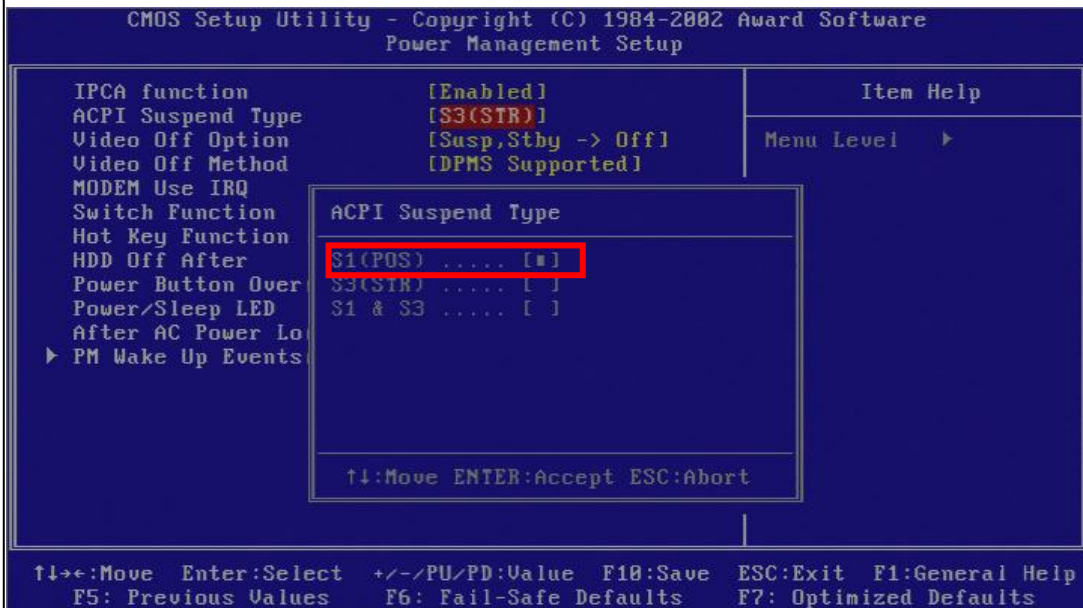 CMOS Setup Utility - Copyright (C) 1984-2002 Award Software
Power Management Setup
IPCA function [Enabled]
ACPI Suspend Type [S3(STR)]
Video Off Option [Susp,Stby -> Off]
Video Off Method [DPMS Supported]
MODEM Use IRQ
Switch Function
Hot Key Function
HDD Off After
Power Button Over
Power/Sleep LED
After AC Power Lo
▶ PM Wake Up Events
Item Help
Menu Level ▶
ACPI Suspend Type
S1(POS) ..... [■]
S3(STR) ..... [ ]
S1 & S3 ..... [ ]
↑↓:Move ENTER:Accept ESC:Abort
↑↓→←:Move Enter:Select +/-/PU/PD:Value F10:Save ESC:Exit F1:General Help
F5: Previous Values F6: Fail-Safe Defaults F7: Optimized Defaults